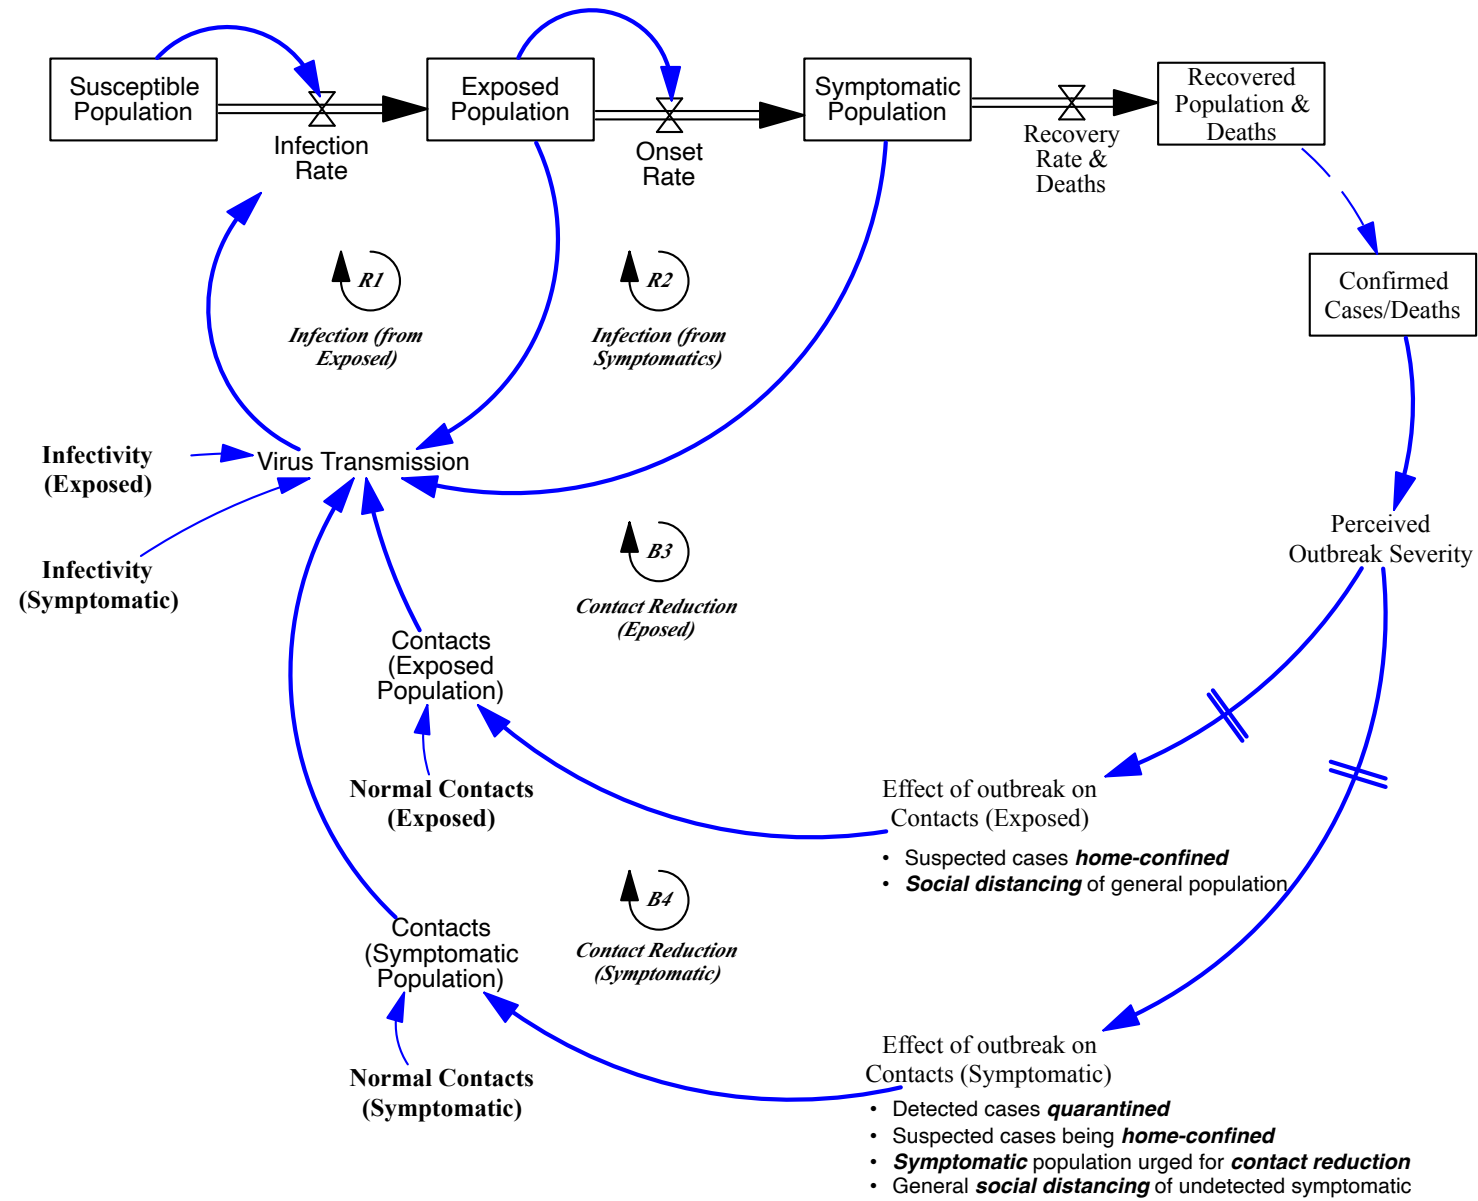 Susceptible
Population
Exposed
Population
Symptomatic
Population
Recovered
Population &
Deaths
Infection
Rate
Onset
Rate
Recovery
Rate &
Deaths
R1
Infection (from
Exposed)
R2
Infection (from
Symptomatics)
Confirmed
Cases/Deaths
Infectivity
(Exposed)
Virus Transmission
Infectivity
(Symptomatic)
B3
Contact Reduction
(Eposed)
Perceived
Outbreak Severity
Contacts
(Exposed
Population)
Normal Contacts
(Exposed)
Effect of outbreak on
Contacts (Exposed)
• Suspected cases home-confined
• Social distancing of general population
B4
Contact Reduction
(Symptomatic)
Contacts
(Symptomatic
Population)
Normal Contacts
(Symptomatic)
Effect of outbreak on
Contacts (Symptomatic)
• Detected cases quarantined
• Suspected cases being home-confined
• Symptomatic population urged for contact reduction
• General social distancing of undetected symptomatic